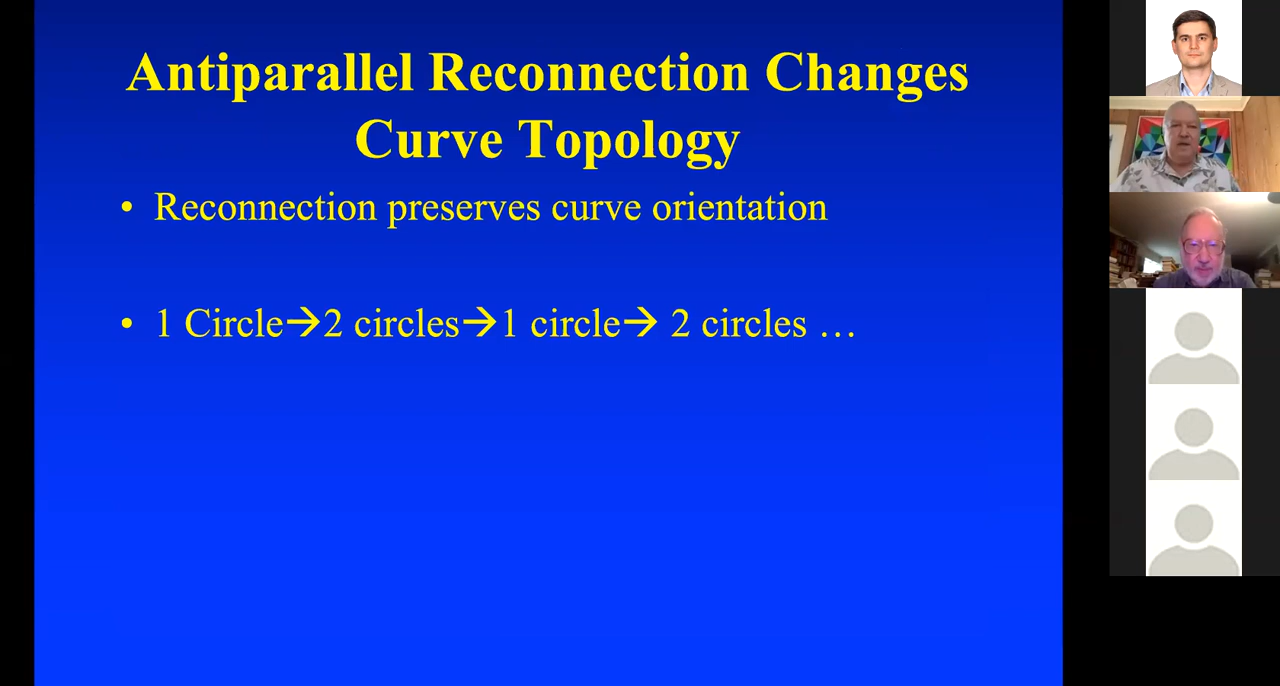 Antiparallel Reconnection Changes
Curve Topology
• Reconnection preserves curve orientation
• 1 Circle→2 circles→1 circle→ 2 circles …